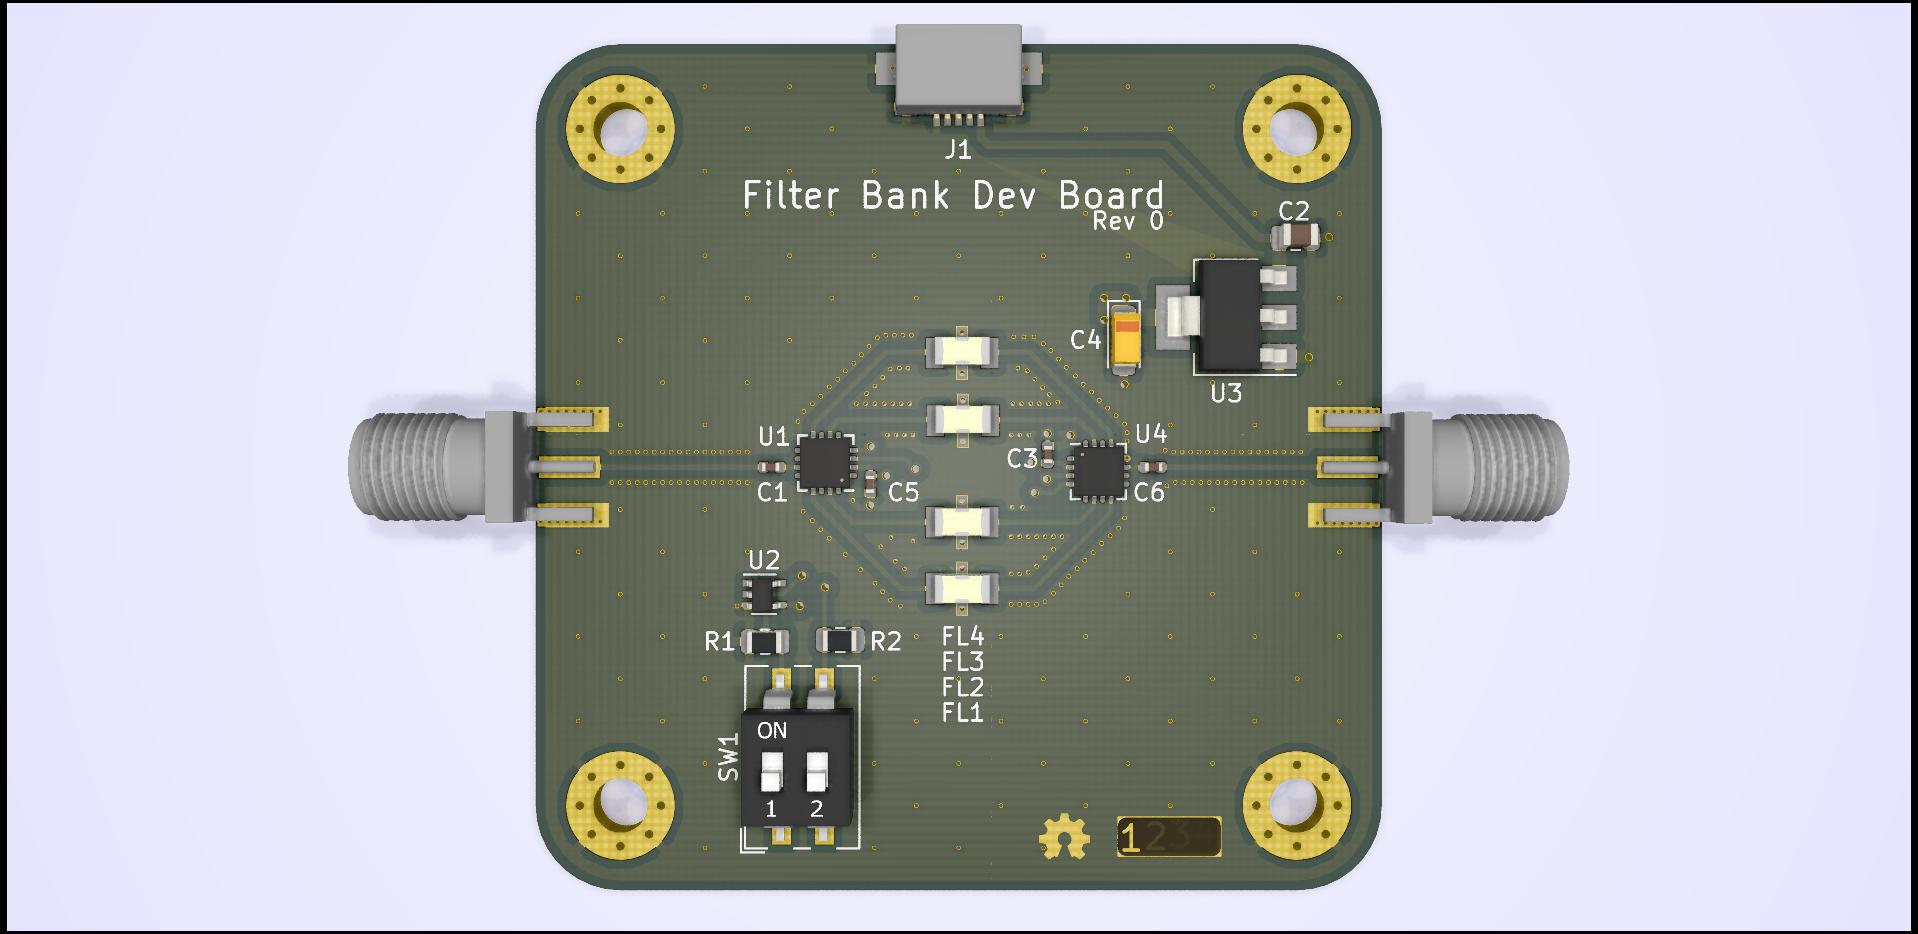 J1
Filter Bank Dev Board
Rev 0
C2
C4
U3
U1
U4
C3
C1
C5
C6
U2
R1
R2
FL4
FL3
FL2
FL1
SW1
ON
1 2
1234